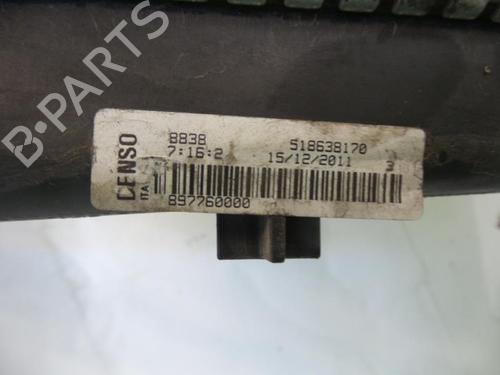 DENSO
ITA
8838 518638170
7:16:2 15/12/2011
3
897760000
B-PARTS